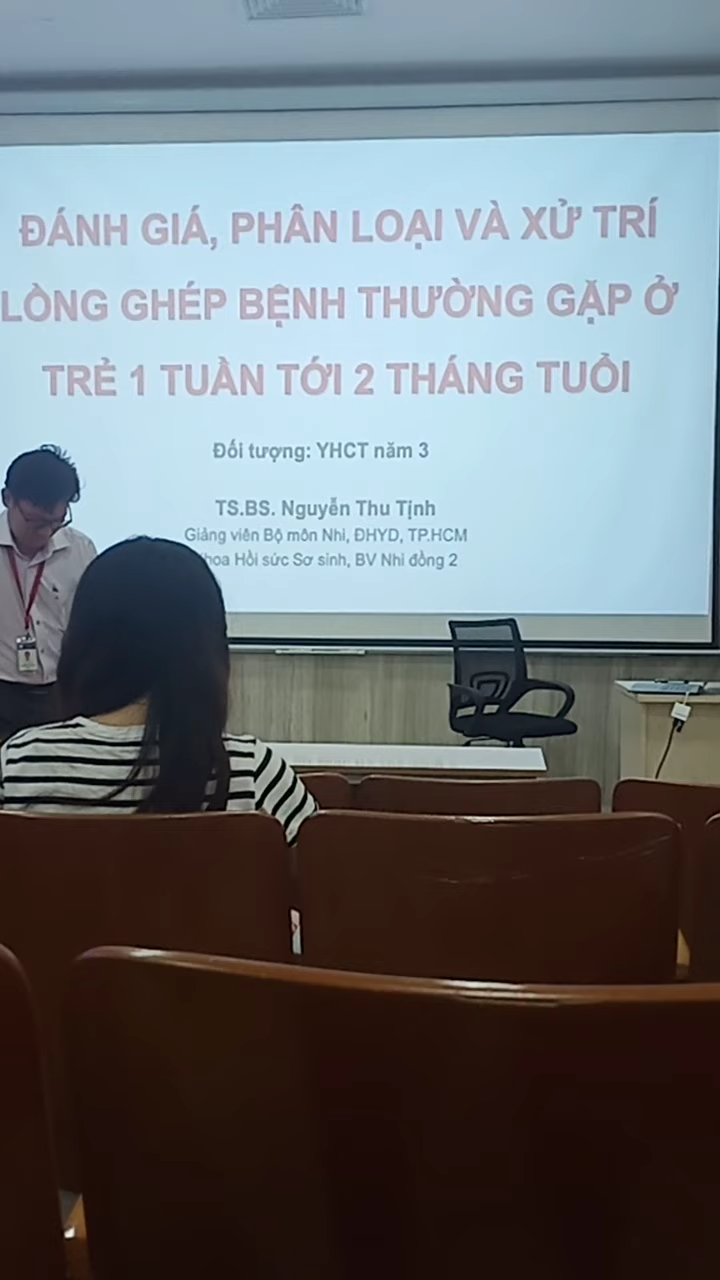 ĐÁNH GIÁ, PHÂN LOẠI VÀ XỬ TRÍ
LỒNG GHÉP BỆNH THƯỜNG GẶP Ở
TRẺ 1 TUẦN TỚI 2 THÁNG TUỔI
Đối tượng: YHCT năm 3
TS.BS. Nguyễn Thu Tịnh
Giảng viên Bộ môn Nhi, ĐHYD, TP.HCM
Hồi sức Sơ sinh, BV Nhi đồng 2